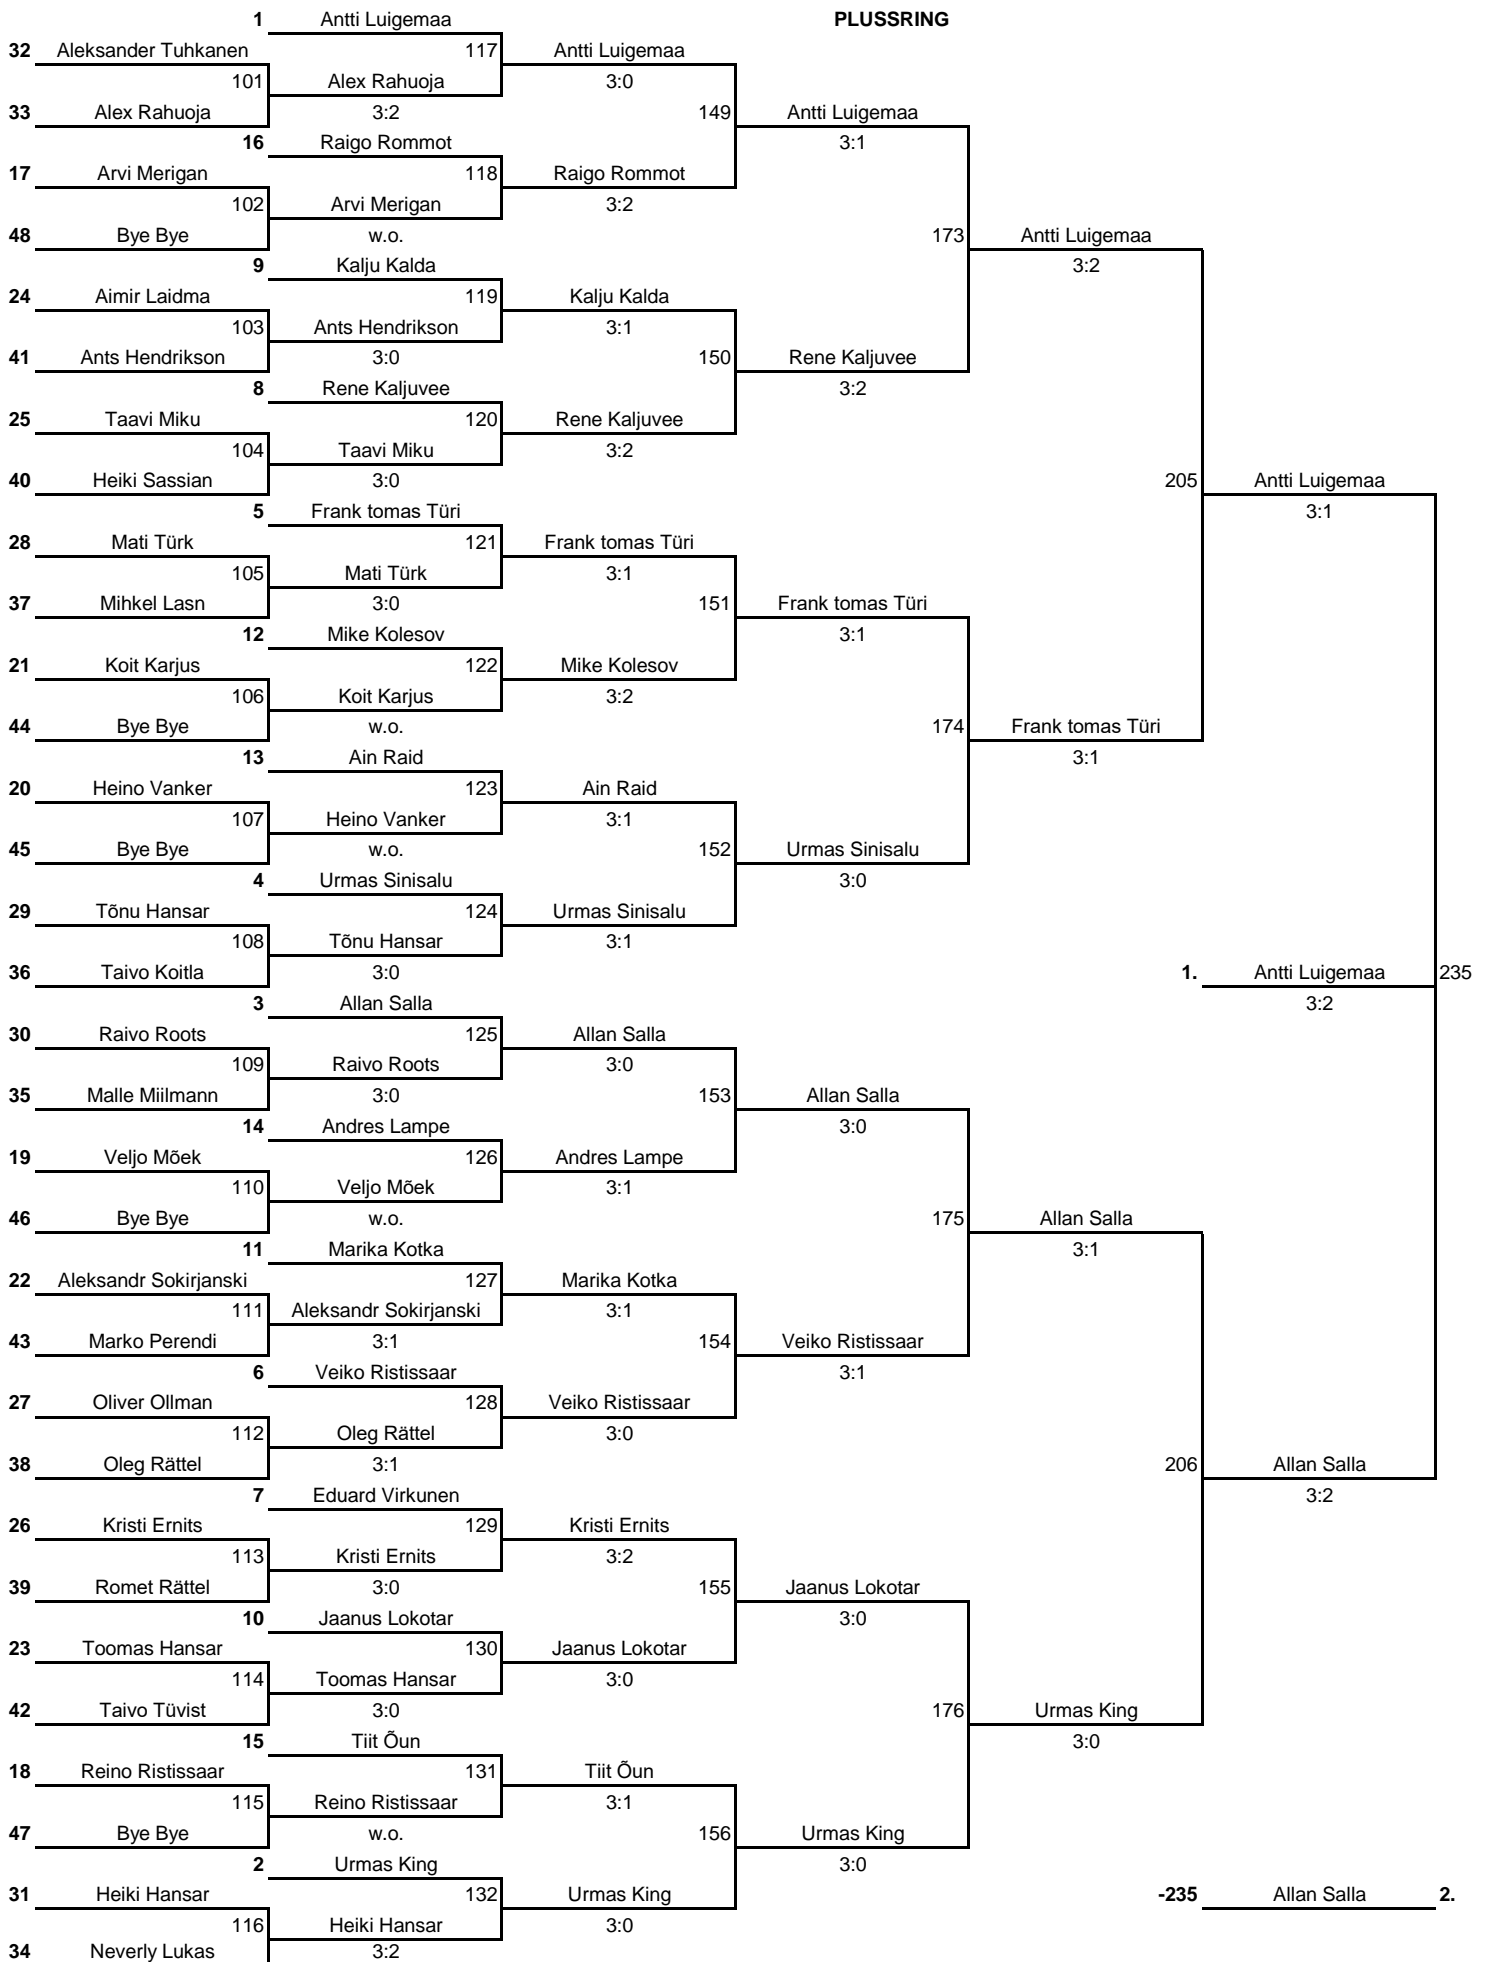 1 Antti Luigemaa PLUSSRING
32 Aleksander Tuhkanen 117 Antti Luigemaa
101 Alex Rahuoja 3:0
33 Alex Rahuoja 3:2 149 Antti Luigemaa
16 Raigo Rommot 3:1
17 Arvi Merigan 118 Raigo Rommot
102 Arvi Merigan 3:2
48 Bye Bye w.o. 173 Antti Luigemaa
9 Kalju Kalda 3:2
24 Aimir Laidma 119 Kalju Kalda
103 Ants Hendrikson 3:1
41 Ants Hendrikson 3:0 150 Rene Kaljuvee
8 Rene Kaljuvee 3:2
25 Taavi Miku 120 Rene Kaljuvee
104 Taavi Miku 3:2
40 Heiki Sassian 3:0 205 Antti Luigemaa
5 Frank tomas Türi 3:1
28 Mati Türk 121 Frank tomas Türi
105 Mati Türk 3:1
37 Mihkel Lasn 3:0 151 Frank tomas Türi
12 Mike Kolesov 3:1
21 Koit Karjus 122 Mike Kolesov
106 Koit Karjus 3:2
44 Bye Bye w.o. 174 Frank tomas Türi
13 Ain Raid 3:1
20 Heino Vanker 123 Ain Raid
107 Heino Vanker 3:1
45 Bye Bye w.o. 152 Urmas Sinisalu
4 Urmas Sinisalu 3:0
29 Tõnu Hansar 124 Urmas Sinisalu
108 Tõnu Hansar 3:1
36 Taivo Koitla 3:0 1. Antti Luigemaa 235
3 Allan Salla 3:2
30 Raivo Roots 125 Allan Salla
109 Raivo Roots 3:0
35 Malle Miilmann 3:0 153 Allan Salla
14 Andres Lampe 3:0
19 Veljo Mõek 126 Andres Lampe
110 Veljo Mõek 3:1
46 Bye Bye w.o. 175 Allan Salla
11 Marika Kotka 3:1
22 Aleksandr Sokirjanski 127 Marika Kotka
111 Aleksandr Sokirjanski 3:1
43 Marko Perendi 3:1 154 Veiko Ristissaar
6 Veiko Ristissaar 3:1
27 Oliver Ollman 128 Veiko Ristissaar
112 Oleg Rättel 3:0
38 Oleg Rättel 3:1 206 Allan Salla
7 Eduard Virkunen 3:2
26 Kristi Ernits 129 Kristi Ernits
113 Kristi Ernits 3:2
39 Romet Rättel 3:0 155 Jaanus Lokotar
10 Jaanus Lokotar 3:0
23 Toomas Hansar 130 Jaanus Lokotar
114 Toomas Hansar 3:0
42 Taivo Tüvist 3:0 176 Urmas King
15 Tiit Õun 3:0
18 Reino Ristissaar 131 Tiit Õun
115 Reino Ristissaar 3:1
47 Bye Bye w.o. 156 Urmas King
2 Urmas King 3:0
31 Heiki Hansar 132 Urmas King -235 Allan Salla 2.
116 Heiki Hansar 3:0
34 Neverly Lukas 3:2